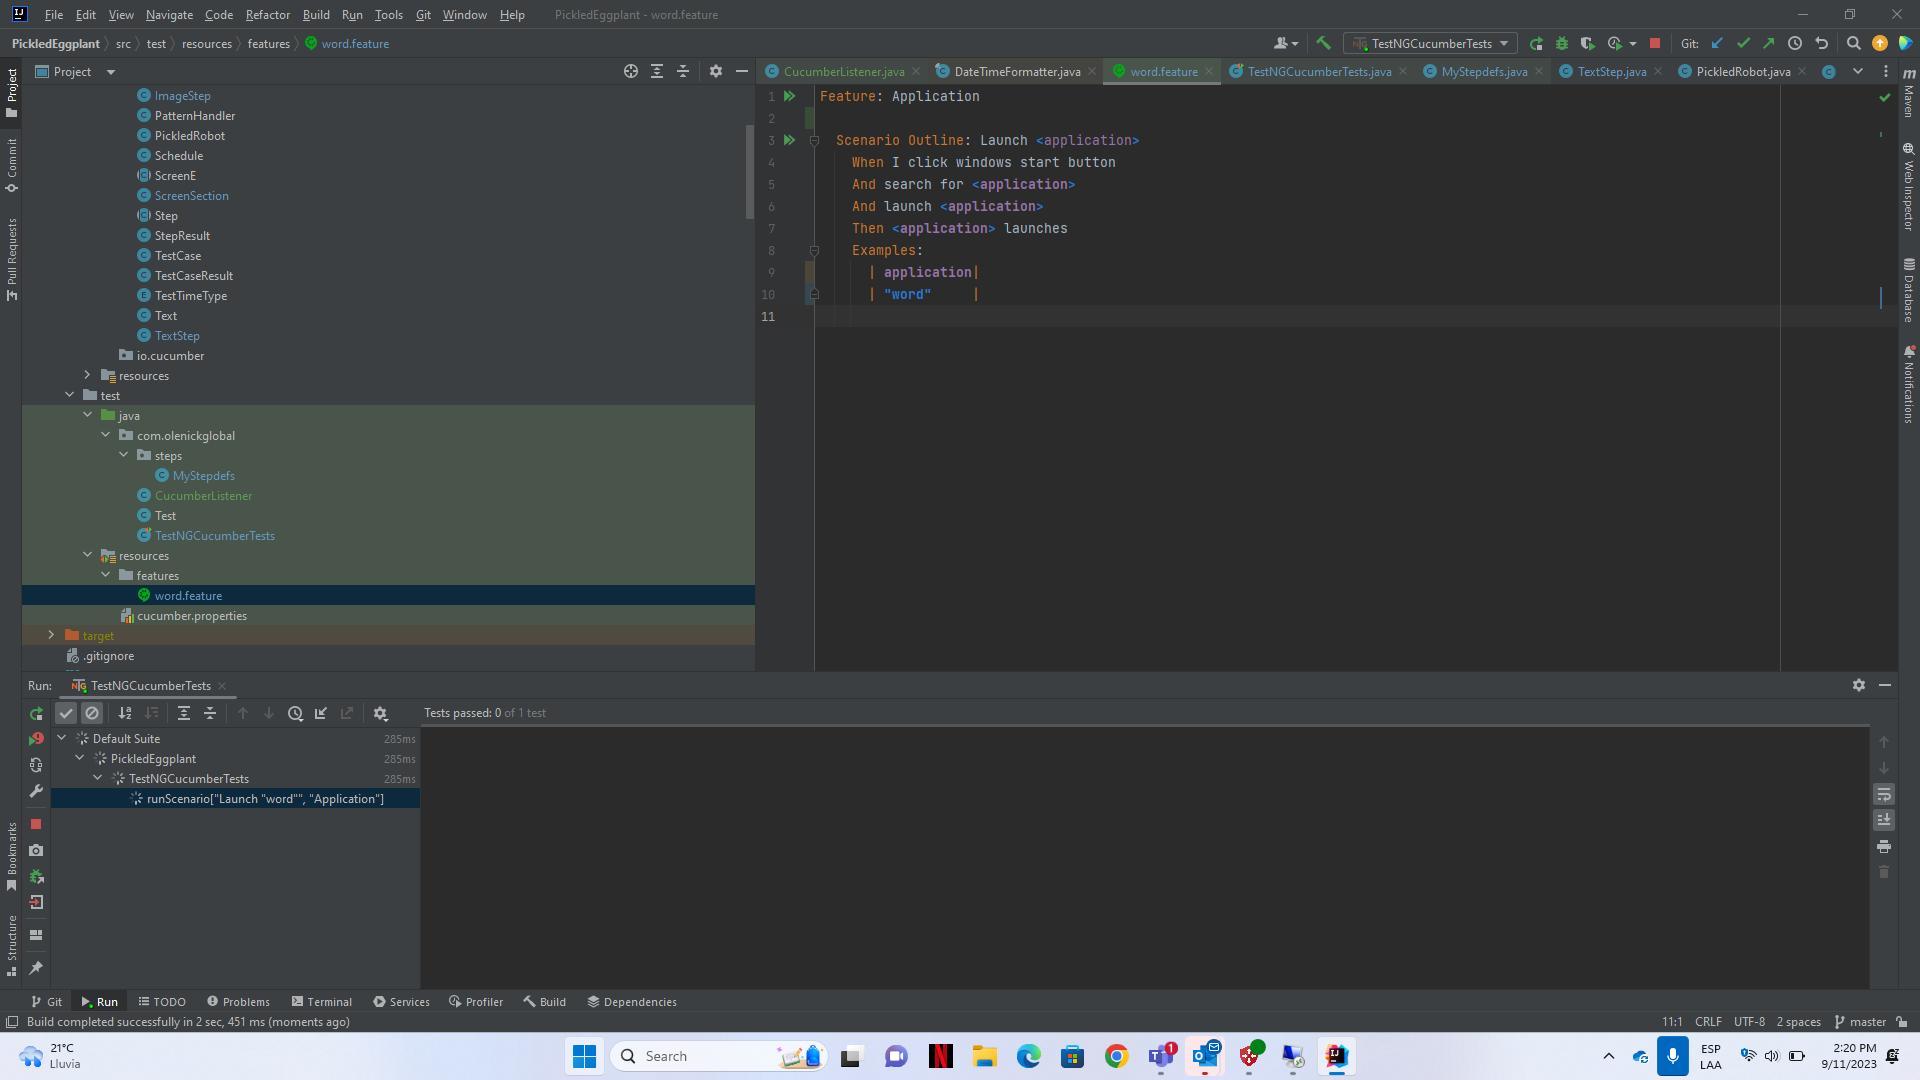 File Edit View Navigate Code Refactor Build Run Tools Git Window Help PickledEggplant - word.feature
PickledEggplant src test resources features word.feature TestNGCucumberTests Git:
Project CucumberListener.java DateTimeFormatter.java word.feature TestNGCucumberTests.java MyStepdefs.java TextStep.java PickledRobot.java
Project
Commit
Pull Requests
Bookmarks
Structure
ImageStep
PatternHandler
PickledRobot
Schedule
ScreenE
ScreenSection
Step
StepResult
TestCase
TestCaseResult
TestTimeType
Text
TextStep
io.cucumber
resources
test
java
com.olenickglobal
steps
MyStepdefs
CucumberListener
Test
TestNGCucumberTests
resources
features
word.feature
cucumber.properties
target
.gitignore
1 Feature: Application
2
3 Scenario Outline: Launch <application>
4 When I click windows start button
5 And search for <application>
6 And launch <application>
7 Then <application> launches
8 Examples:
9 | application|
10 | "word" |
11
Maven
Web Inspector
Database
Notifications
Run: TestNGCucumberTests
Tests passed: 0 of 1 test
Default Suite 285ms
PickledEggplant 285ms
TestNGCucumberTests 285ms
runScenario["Launch "word"", "Application"]
Git Run TODO Problems Terminal Services Profiler Build Dependencies
Build completed successfully in 2 sec, 451 ms (moments ago) 11:1 CRLF UTF-8 2 spaces master
21°C
Lluvia
Search
1
ESP
LAA
2:20 PM
9/11/2023